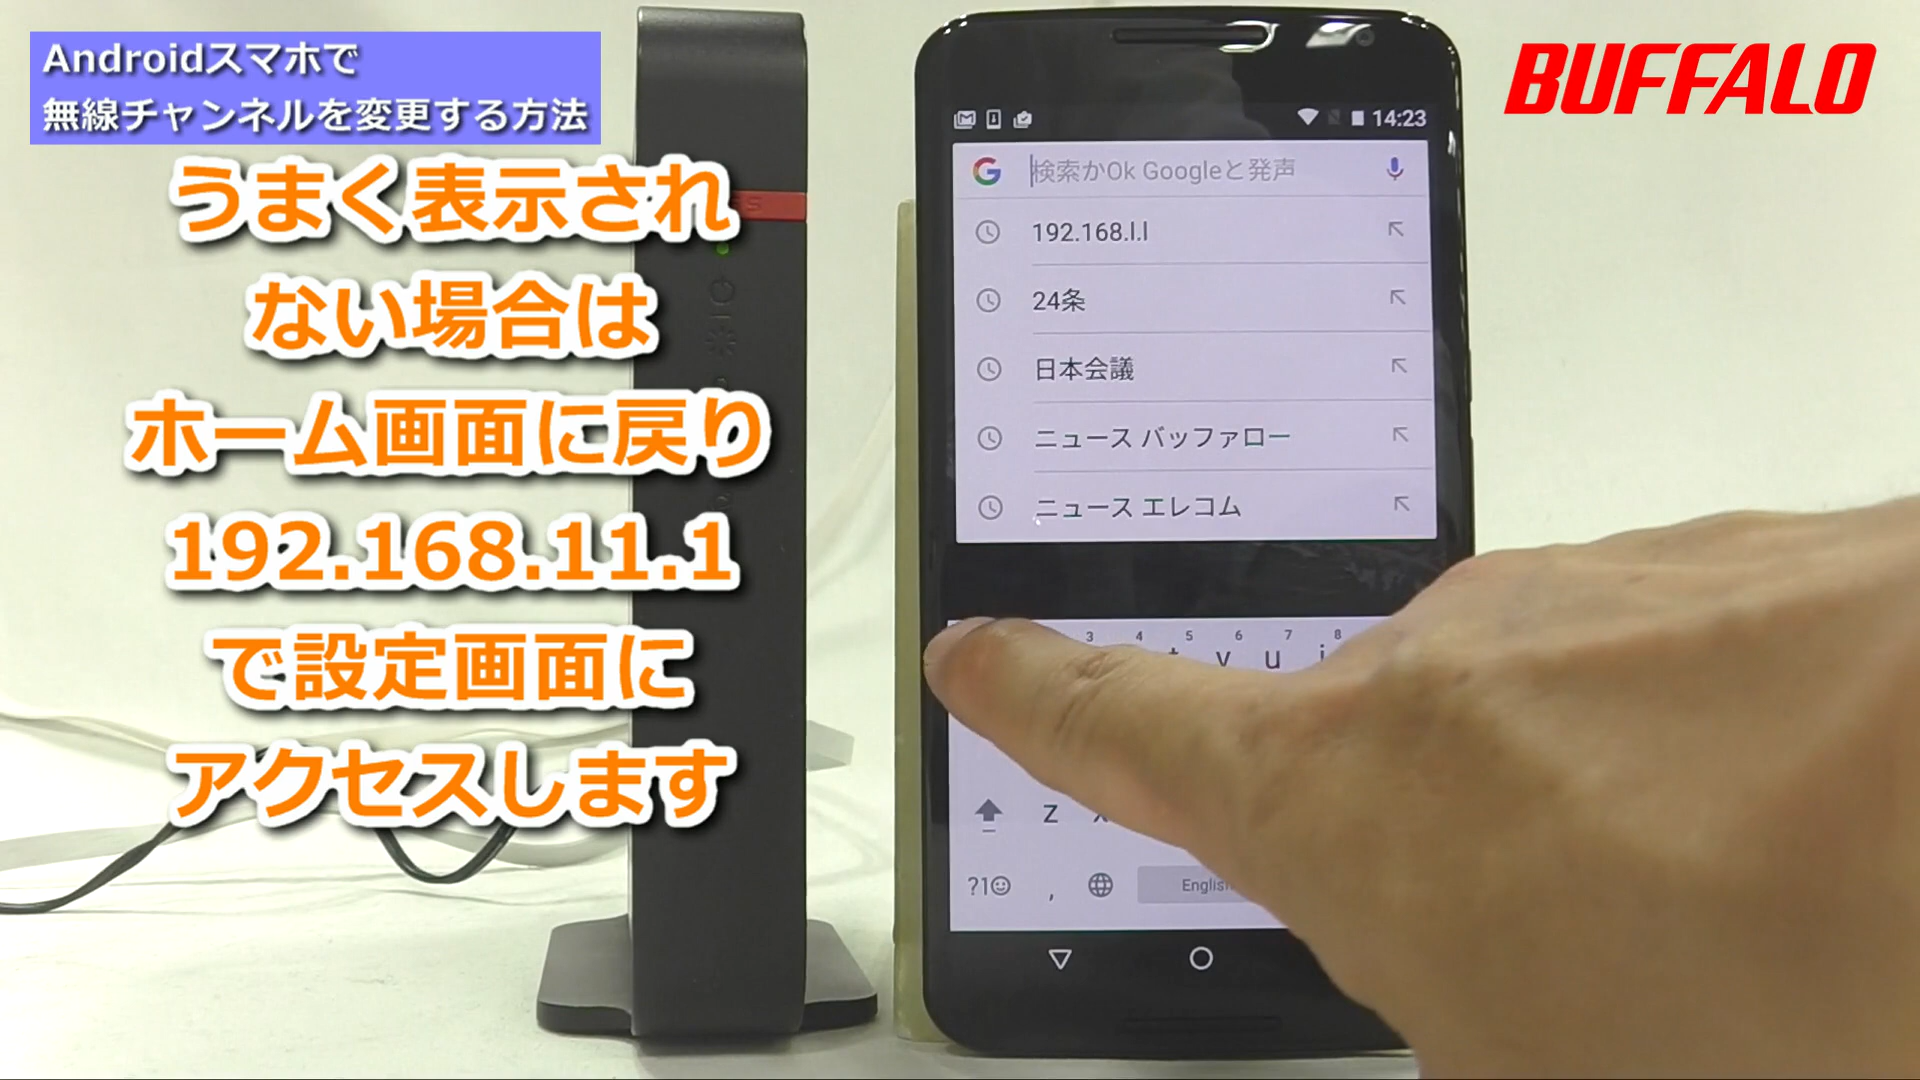 Androidスマホで
無線チャンネルを変更する方法
うまく表示され
ない場合は
ホーム画面に戻り
192.168.11.1
で設定画面に
アクセスします
BUFFALO
14:23
検索かOk Googleと発声
192.168.l.l
24条
日本会議
ニュース バッファロー
ニュース エレコム
3 4 5 6 7 8
t y u i
z x
?1☺ ,